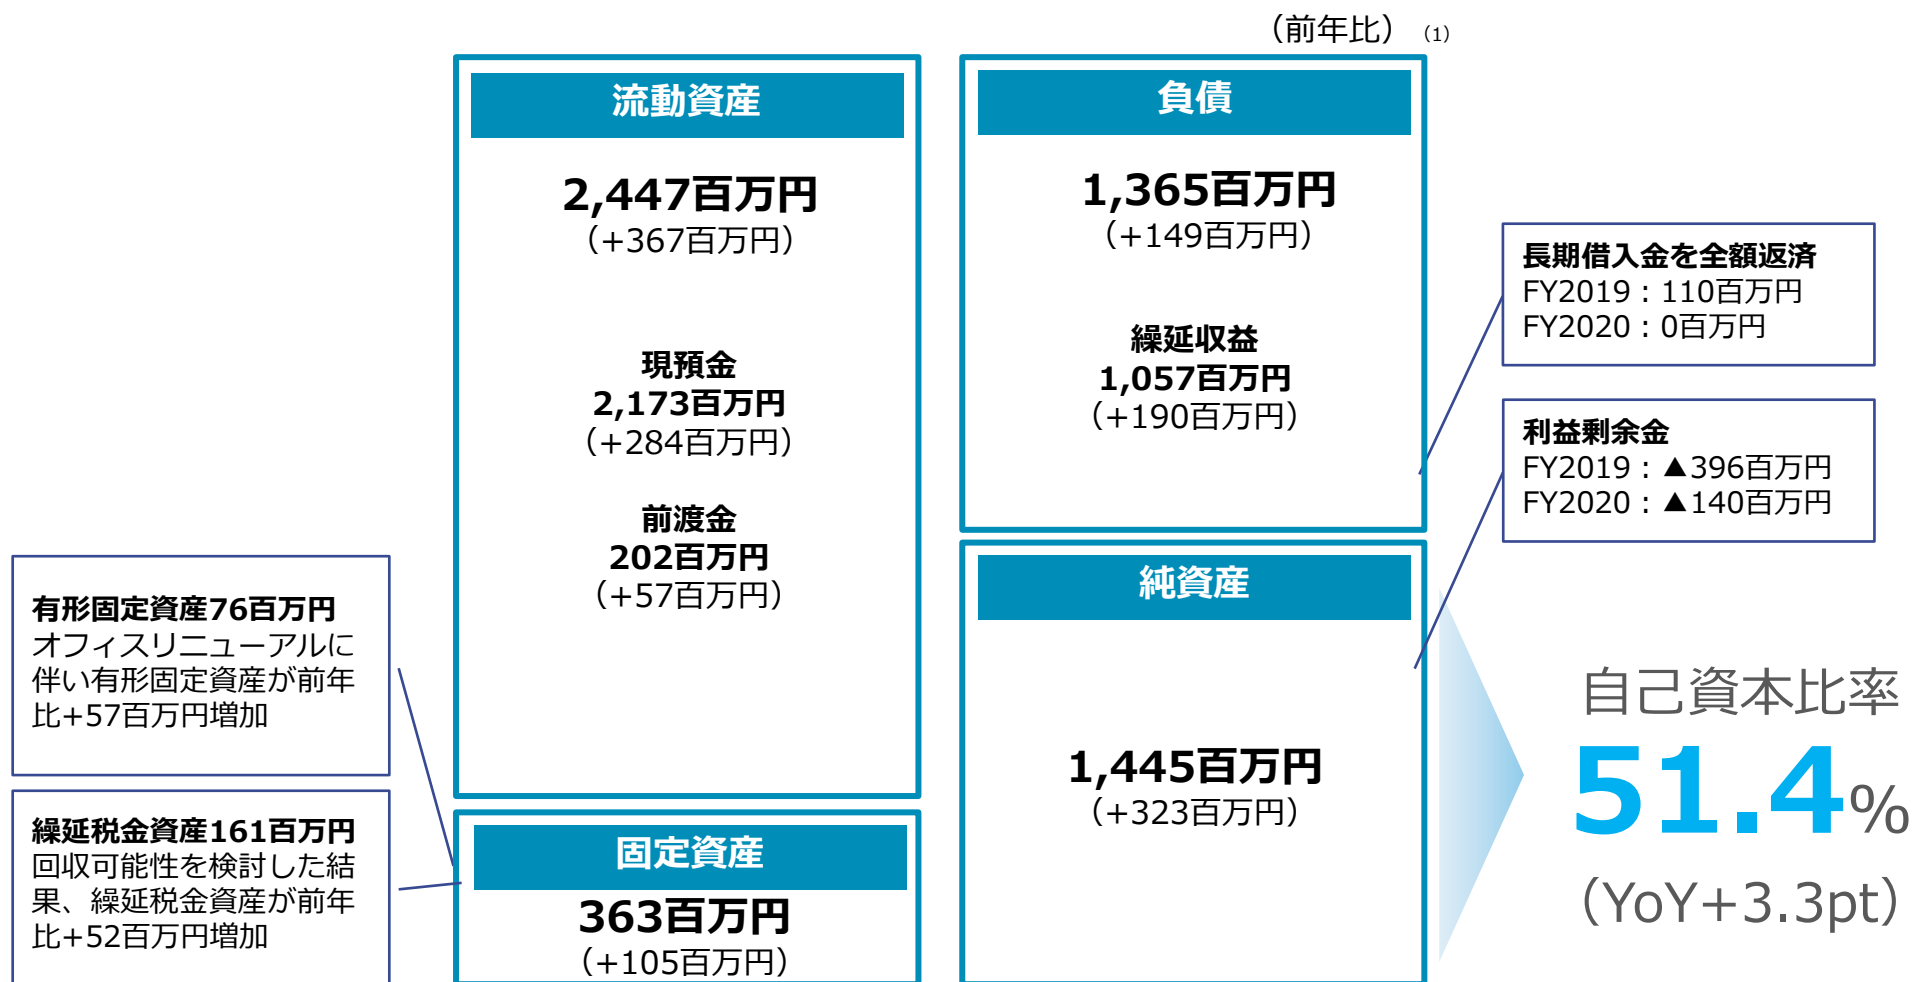 （前年比）（1）
流動資産
2,447百万円
（+367百万円）
現預金
2,173百万円
（+284百万円）
前渡金
202百万円
（+57百万円）
負債
1,365百万円
（+149百万円）
繰延収益
1,057百万円
（+190百万円）
長期借入金を全額返済
FY2019：110百万円
FY2020：0百万円
利益剰余金
FY2019：▲396百万円
FY2020：▲140百万円
有形固定資産76百万円
オフィスリニューアルに
伴い有形固定資産が前年
比+57百万円増加
繰延税金資産161百万円
回収可能性を検討した結
果、繰延税金資産が前年
比+52百万円増加
固定資産
363百万円
（+105百万円）
純資産
1,445百万円
（+323百万円）
自己資本比率
51.4%
（YoY+3.3pt）